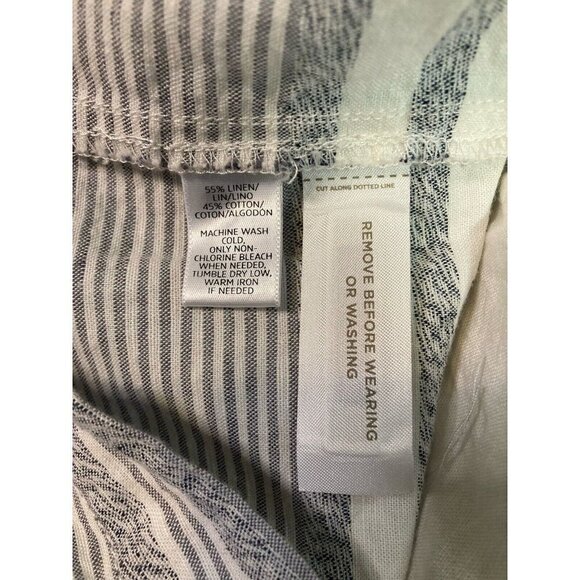 55% LINEN/
LIN/LINO
45% COTTON/
COTON/ALGODÓN
MACHINE WASH
COLD,
ONLY NON-
CHLORINE BLEACH
WHEN NEEDED,
TUMBLE DRY LOW,
WARM IRON
IF NEEDED
CUT ALONG DOTTED LINE
REMOVE BEFORE WEARING
OR WASHING